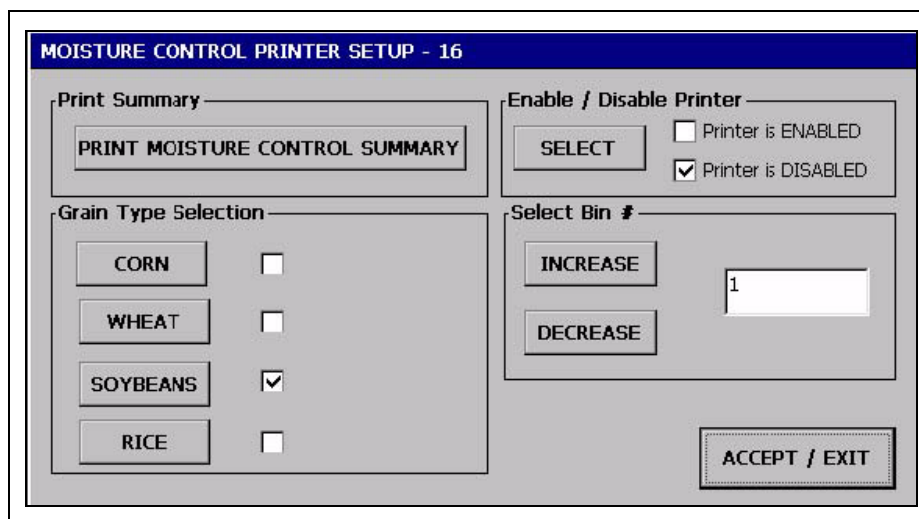 MOISTURE CONTROL PRINTER SETUP - 16
Print Summary
PRINT MOISTURE CONTROL SUMMARY
Enable / Disable Printer
SELECT
Printer is ENABLED
Printer is DISABLED
Grain Type Selection
CORN
WHEAT
SOYBEANS
RICE
Select Bin #
INCREASE
1
DECREASE
ACCEPT / EXIT